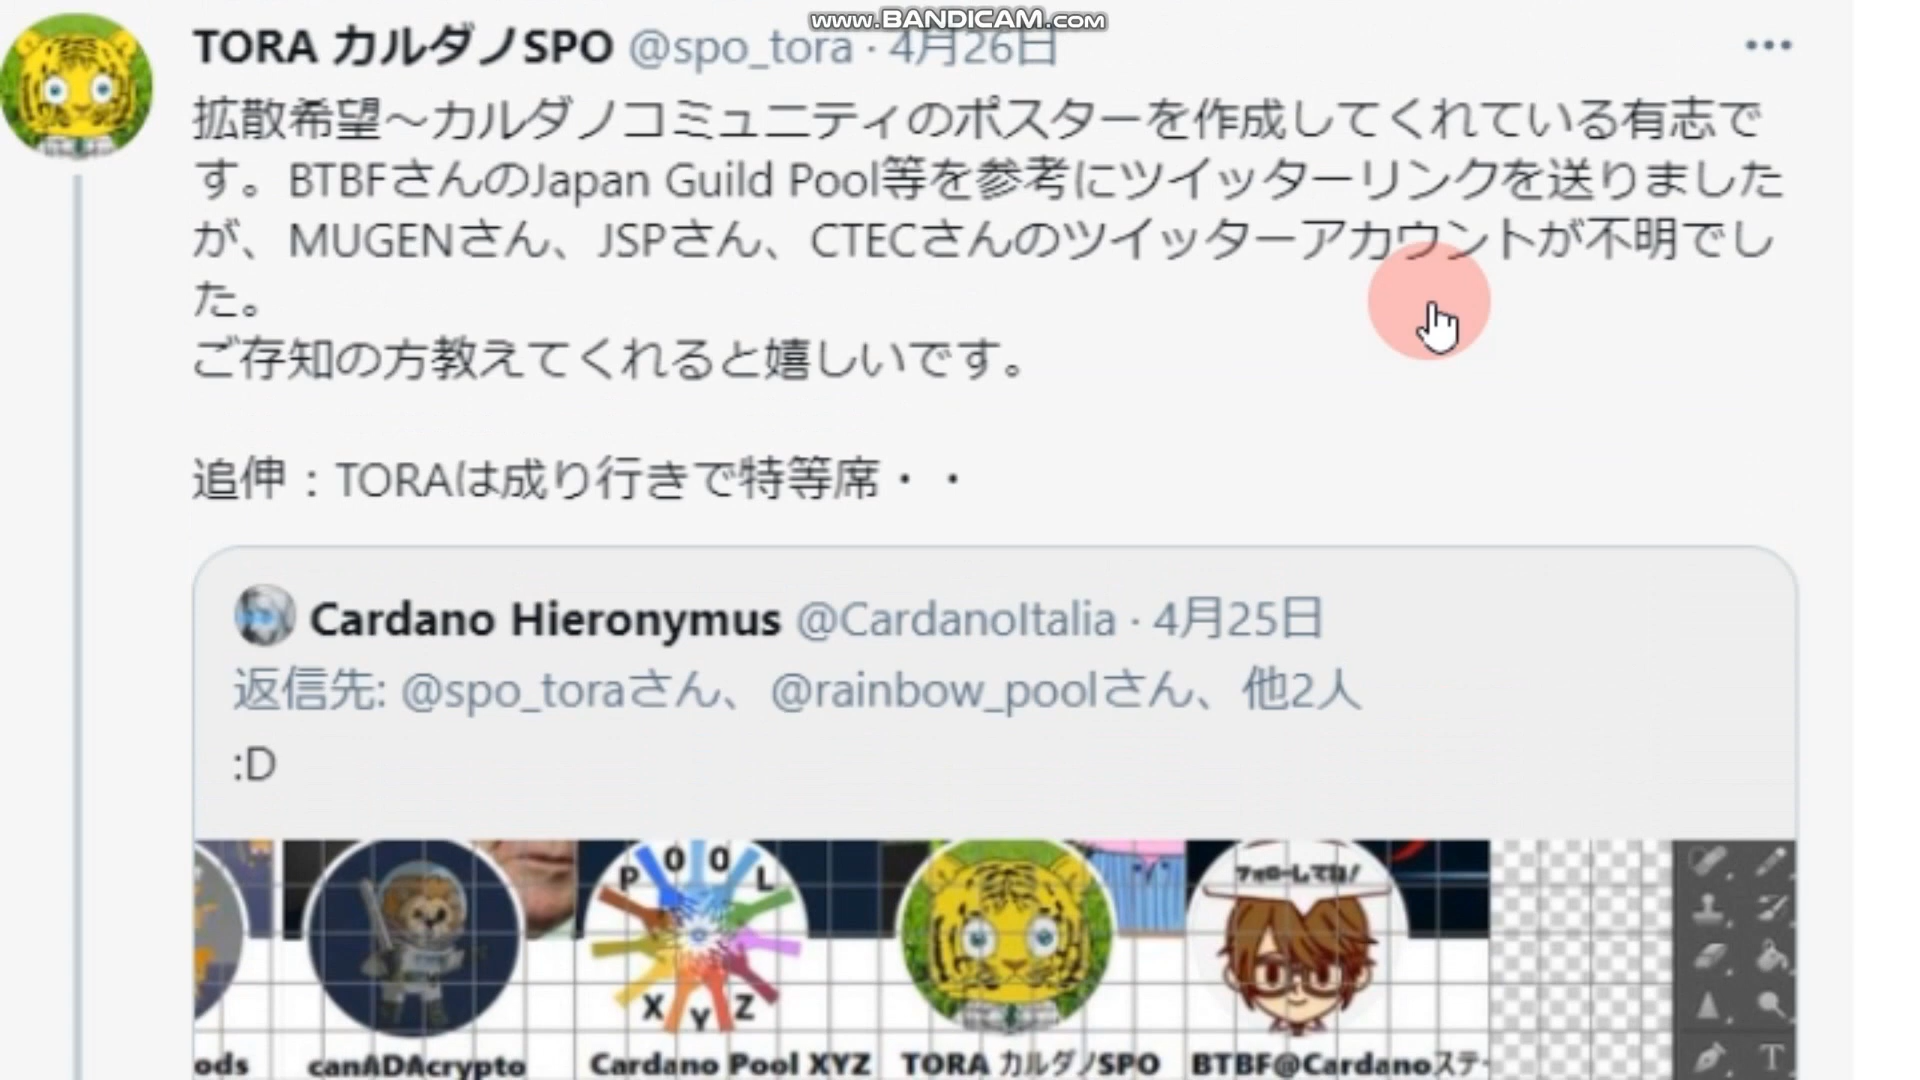 www.BANDICAM.com
TORA カルダノSPO @spo_tora · 4月26日
拡散希望～カルダノコミュニティのポスターを作成してくれている有志で
す。BTBFさんのJapan Guild Pool等を参考にツイッターリンクを送りました
が、MUGENさん、JSPさん、CTECさんのツイッターアカウントが不明でし
た。
ご存知の方教えてくれると嬉しいです。
追伸：TORAは成り行きで特等席・・
Cardano Hieronymus @CardanoItalia · 4月25日
返信先: @spo_toraさん、@rainbow_poolさん、他2人
:D
POOL
XYZ
フォローしてね!
ods canADAcrypto Cardano Pool XYZ TORA カルダノSPO BTBF@Cardanoステ